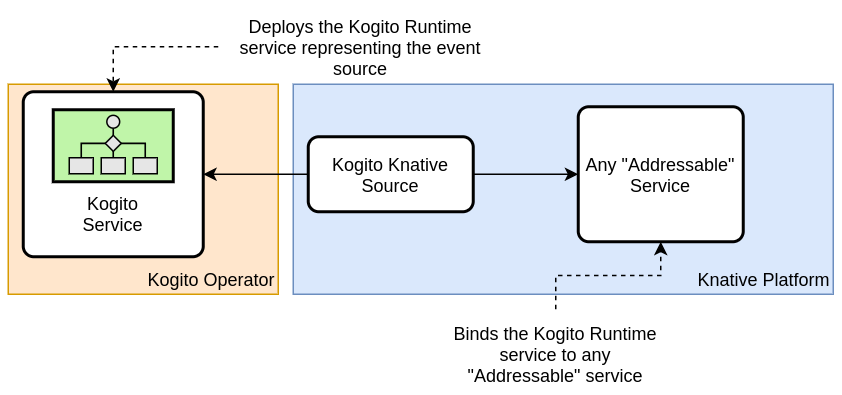 Deploys the Kogito Runtime
service representing the event
source
Kogito
Service
Kogito Operator
Kogito Knative
Source
Any "Addressable"
Service
Knative Platform
Binds the Kogito Runtime
service to any
"Addressable" service